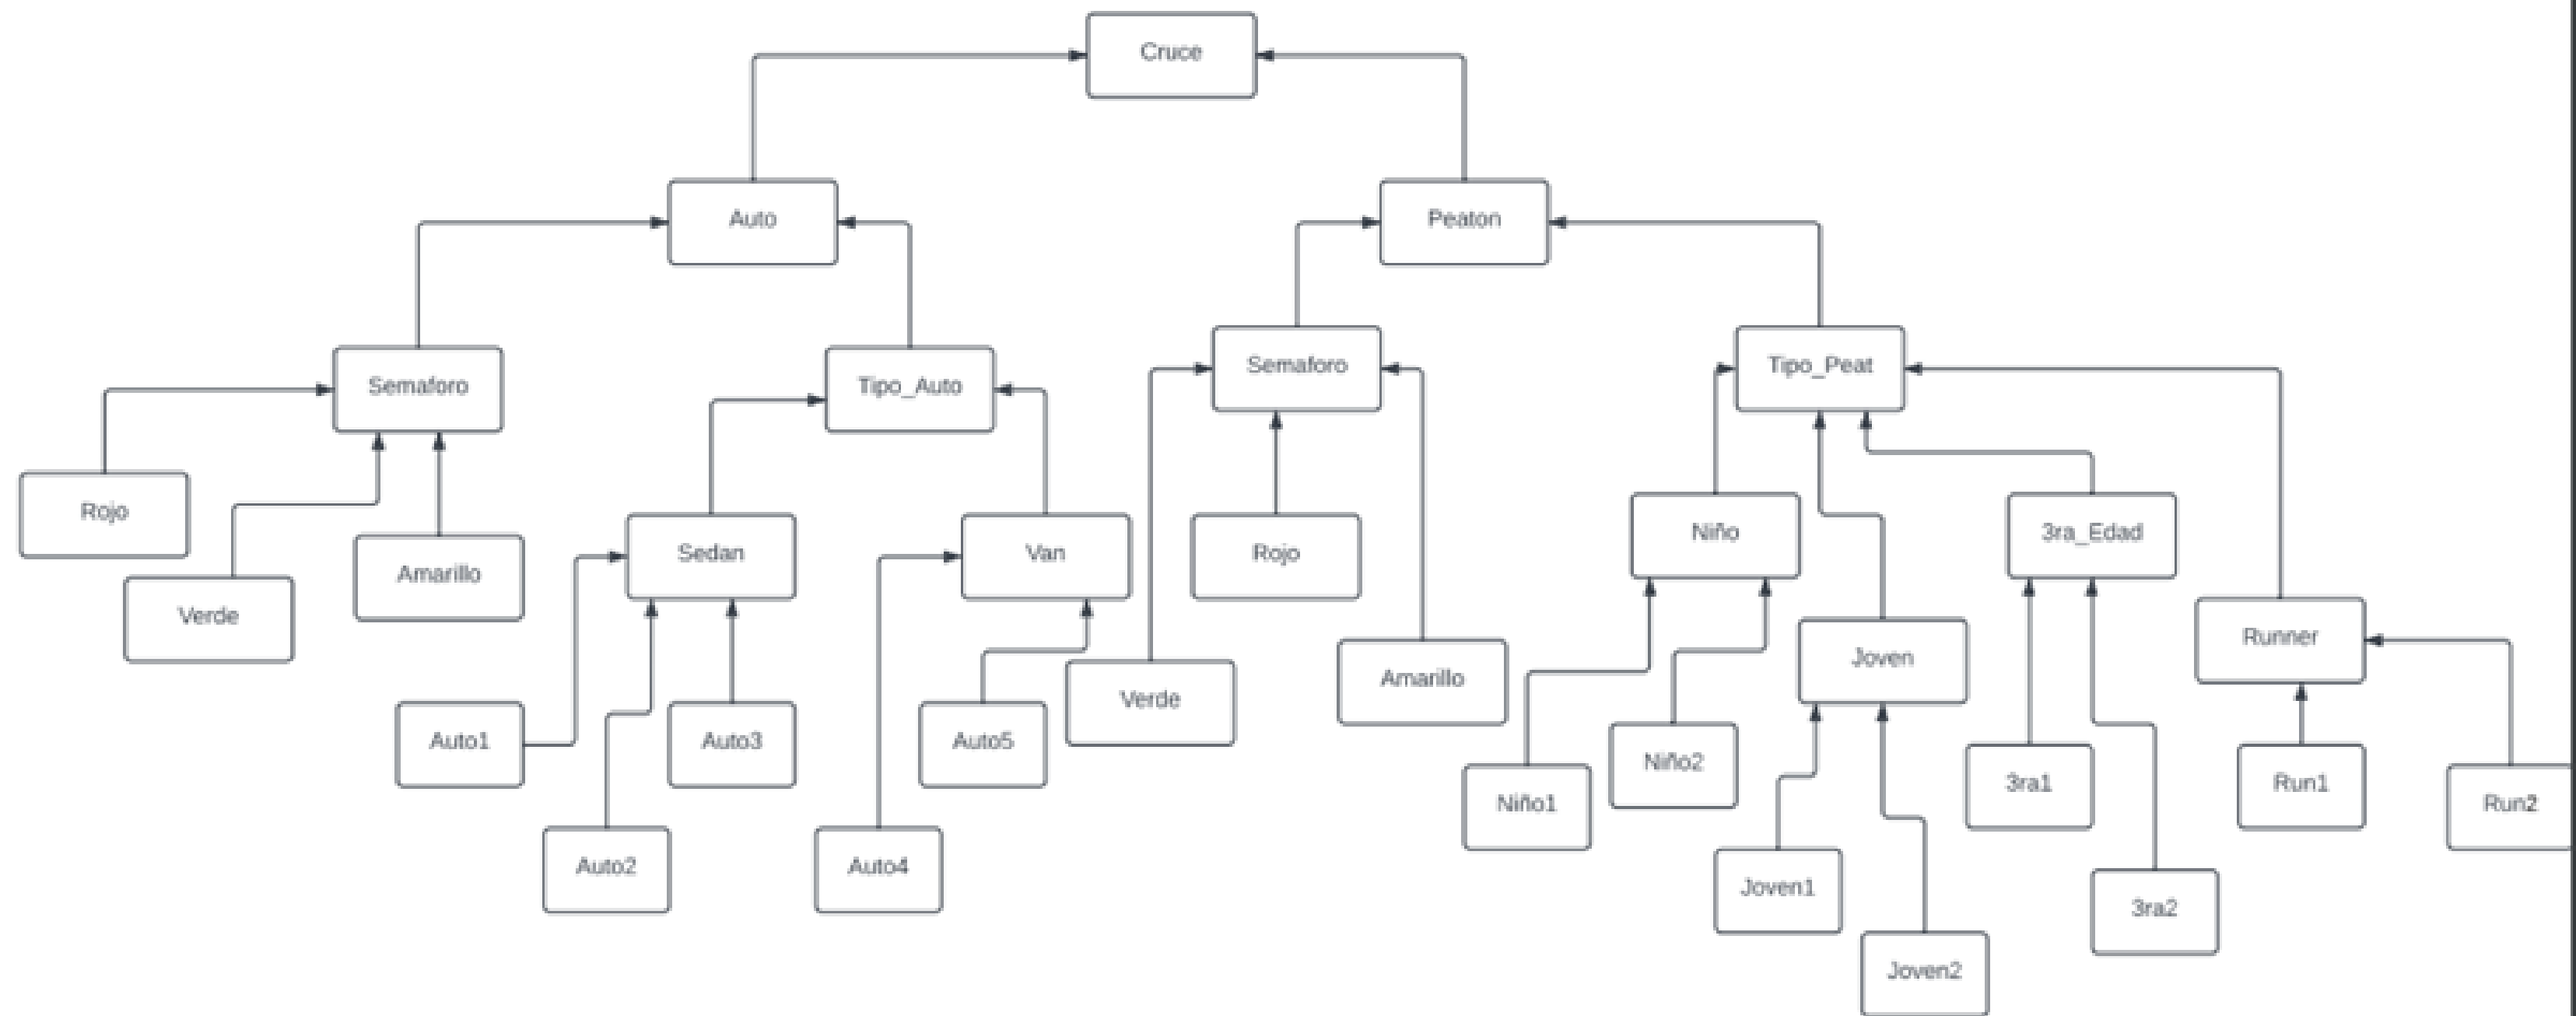 Cruce
Auto
Peaton
Semaforo
Tipo_Auto
Semaforo
Tipo_Peat
Rojo
Verde
Amarillo
Sedan
Van
Rojo
Verde
Amarillo
Niño
Joven
3ra_Edad
Runner
Auto1
Auto2
Auto3
Auto4
Auto5
Niño1
Niño2
Joven1
Joven2
3ra1
3ra2
Run1
Run2